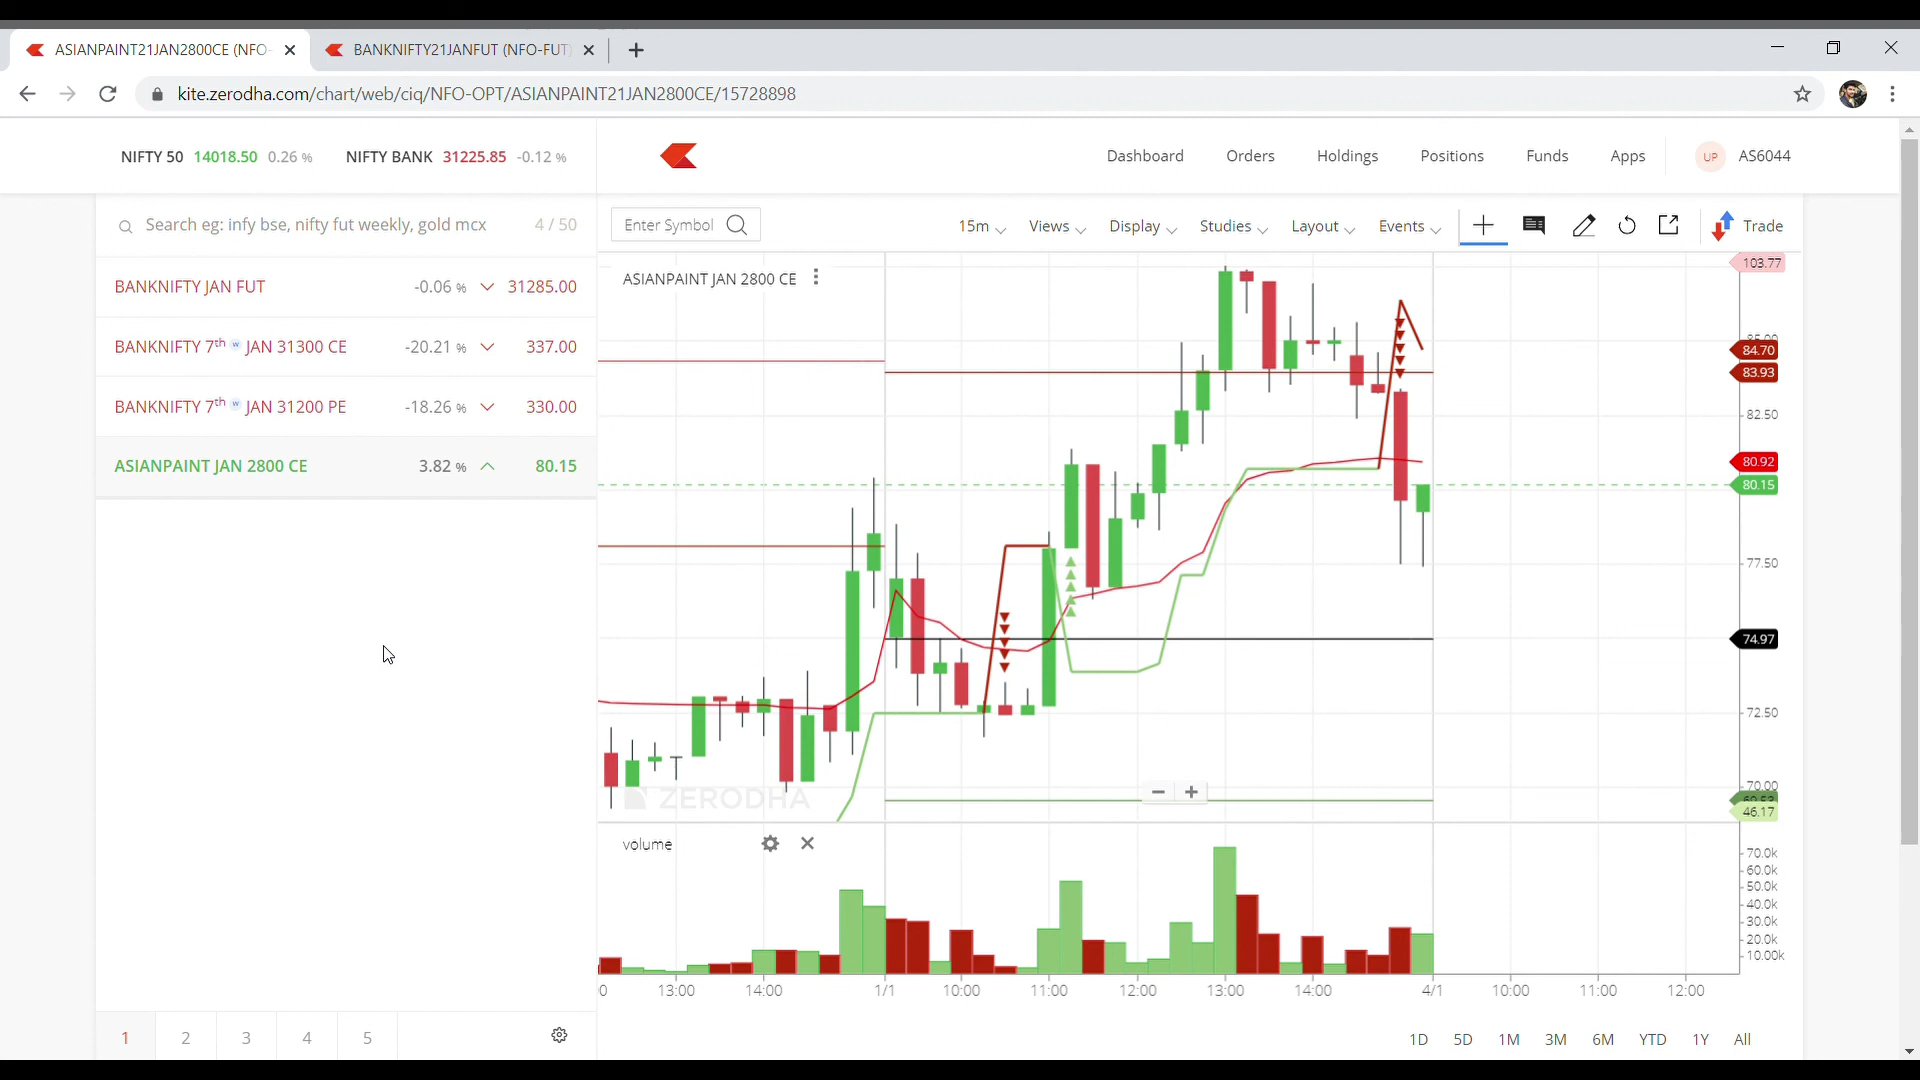 ASIANPAINT21JAN2800CE (NFO-
BANKNIFTY21JANFUT (NFO-FUT)
kite.zerodha.com/chart/web/ciq/NFO-OPT/ASIANPAINT21JAN2800CE/15728898
NIFTY 50 14018.50 0.26 %
NIFTY BANK 31225.85 -0.12 %
Dashboard
Orders
Holdings
Positions
Funds
Apps
UP
AS6044
Search eg: infy bse, nifty fut weekly, gold mcx
4 / 50
BANKNIFTY JAN FUT -0.06 % 31285.00
BANKNIFTY 7th w JAN 31300 CE -20.21 % 337.00
BANKNIFTY 7th w JAN 31200 PE -18.26 % 330.00
ASIANPAINT JAN 2800 CE 3.82 % 80.15
1 2 3 4 5
Enter Symbol
15m
Views
Display
Studies
Layout
Events
Trade
ASIANPAINT JAN 2800 CE
103.77
84.70
83.93
82.50
80.92
80.15
77.50
74.97
72.50
70.00
46.17
ZERODHA
volume
70.0k
60.0k
50.0k
40.0k
30.0k
20.0k
10.00k
0 13:00 14:00 1/1 10:00 11:00 12:00 13:00 14:00 4/1 10:00 11:00 12:00
1D 5D 1M 3M 6M YTD 1Y All